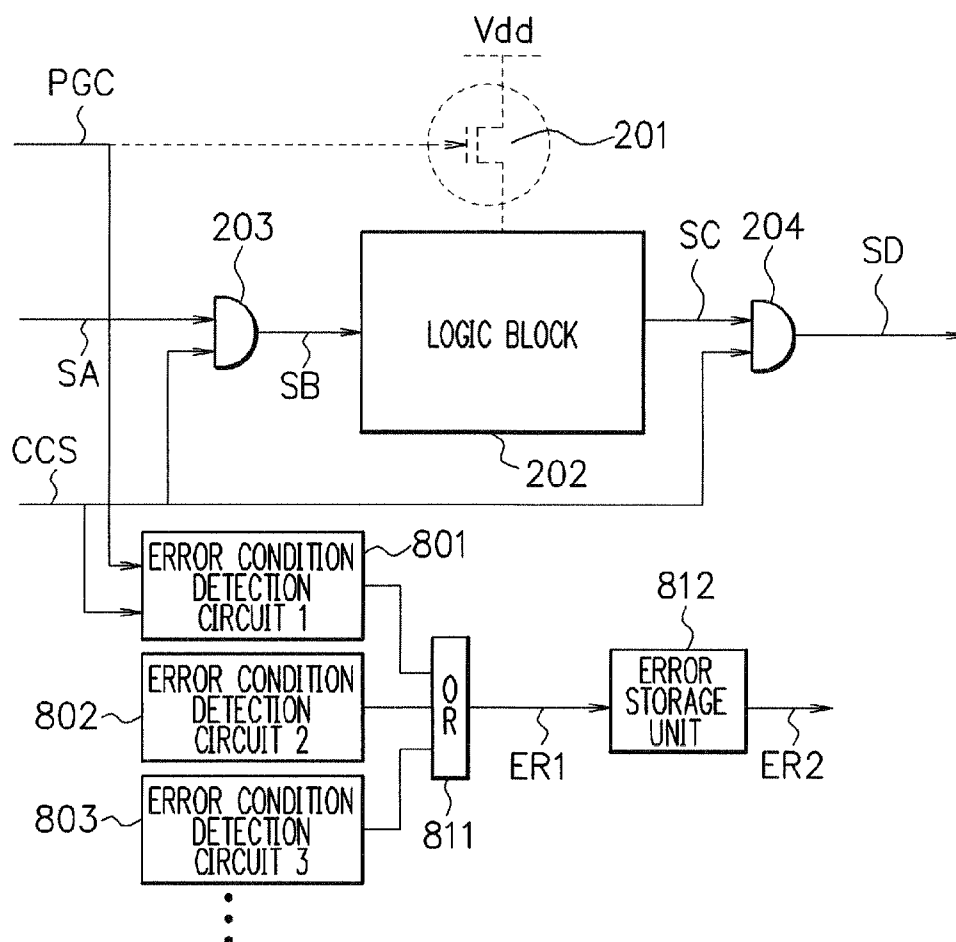 Vdd
PGC
201
203
SC
204
SD
LOGIC BLOCK
SA
SB
CCS
202
ERROR CONDITION
DETECTION
CIRCUIT 1
801
812
ERROR CONDITION
DETECTION
CIRCUIT 2
802
OR
ERROR
STORAGE
UNIT
ER1
ER2
ERROR CONDITION
DETECTION
CIRCUIT 3
803
811